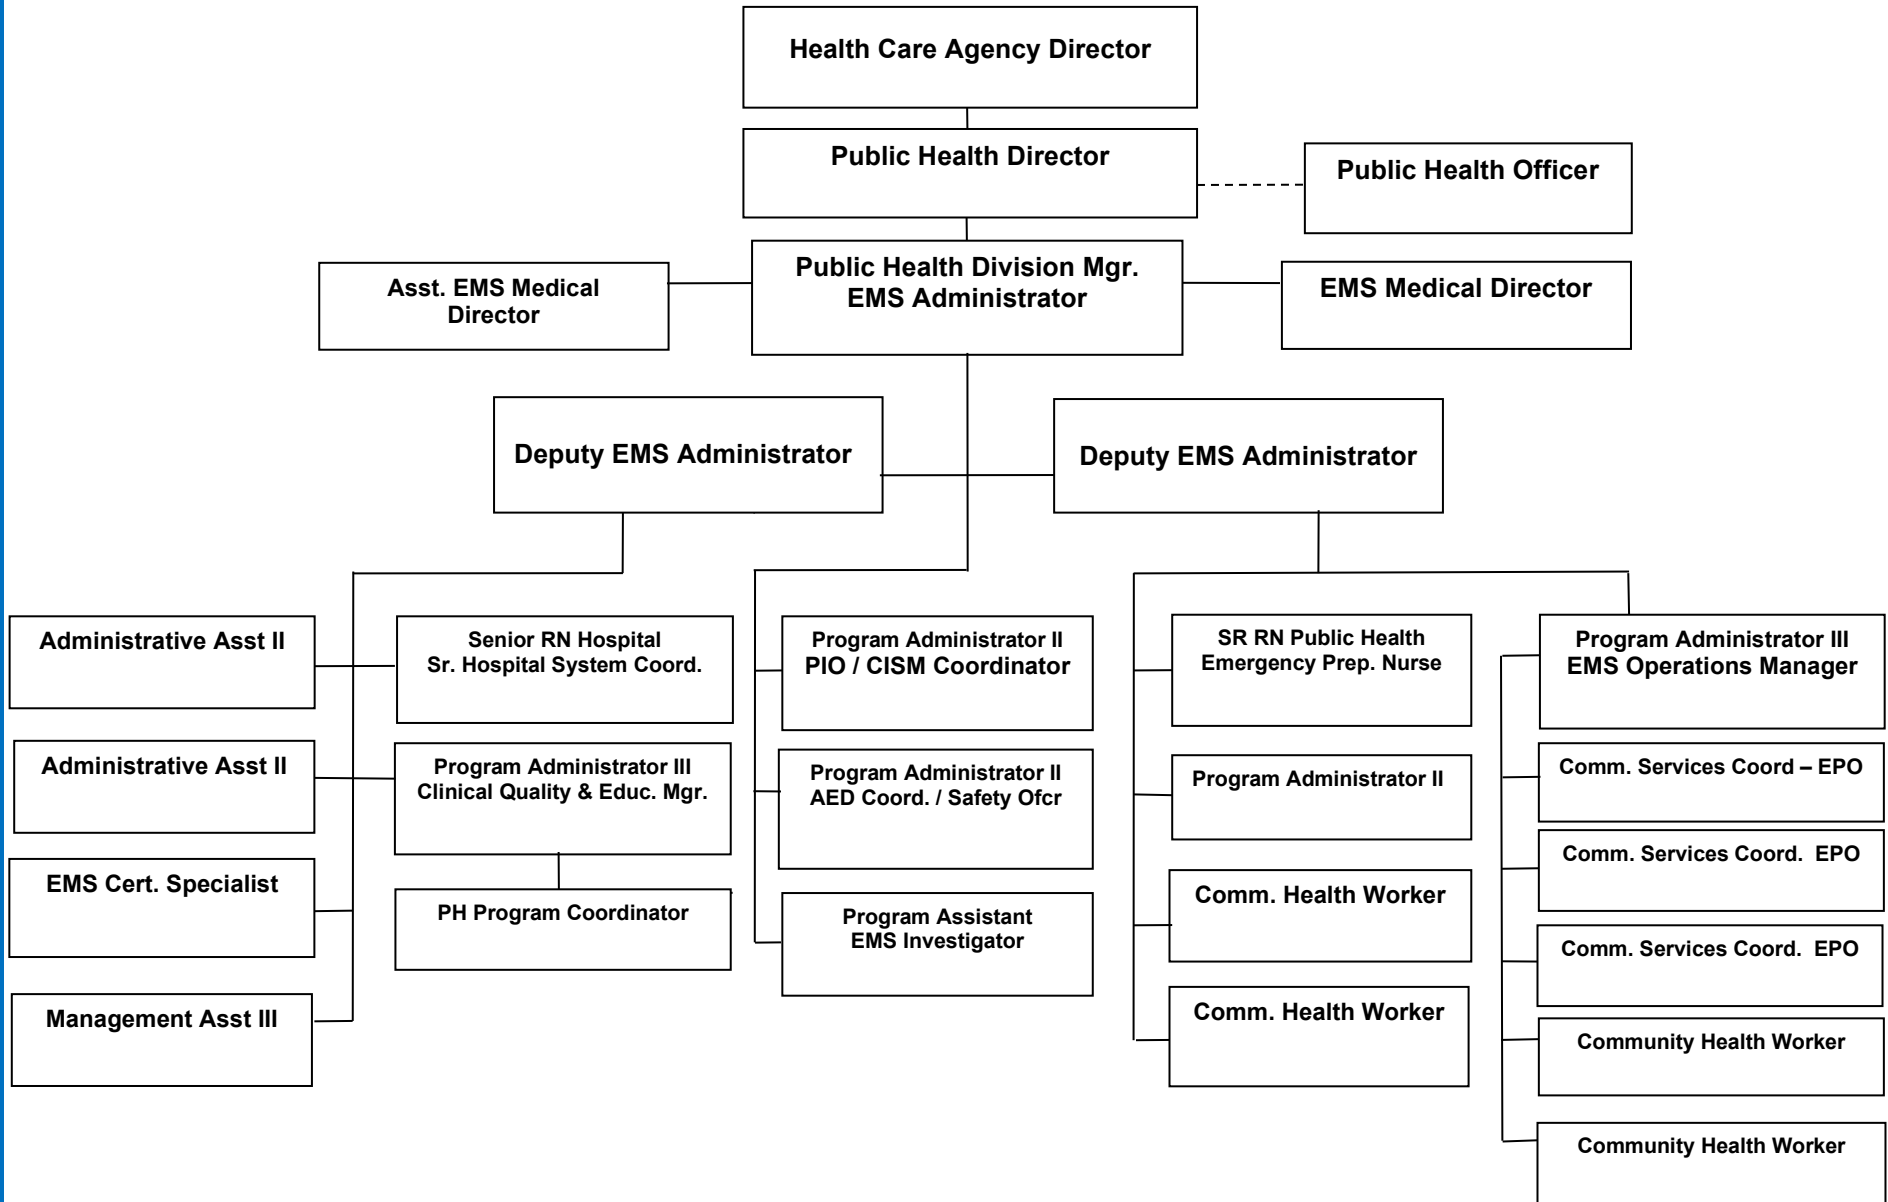 Health Care Agency Director
Public Health Director
Public Health Officer
Asst. EMS Medical
Director
Public Health Division Mgr.
EMS Administrator
EMS Medical Director
Deputy EMS Administrator
Deputy EMS Administrator
Administrative Asst II
Administrative Asst II
EMS Cert. Specialist
Management Asst III
Senior RN Hospital
Sr. Hospital System Coord.
Program Administrator III
Clinical Quality & Educ. Mgr.
PH Program Coordinator
Program Administrator II
PIO / CISM Coordinator
Program Administrator II
AED Coord. / Safety Ofcr
Program Assistant
EMS Investigator
SR RN Public Health
Emergency Prep. Nurse
Program Administrator II
Comm. Health Worker
Comm. Health Worker
Program Administrator III
EMS Operations Manager
Comm. Services Coord – EPO
Comm. Services Coord. EPO
Comm. Services Coord. EPO
Community Health Worker
Community Health Worker